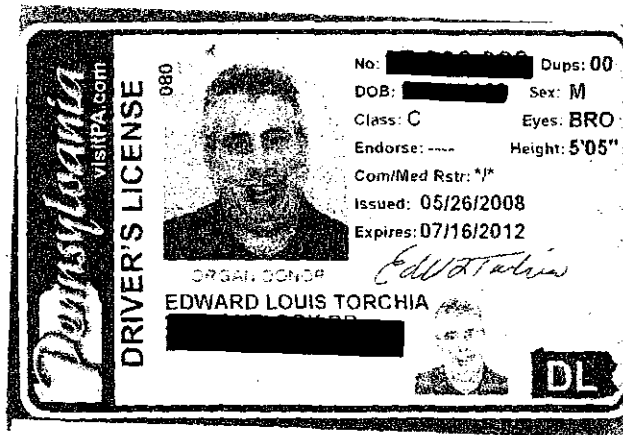 Pennsylvania
visitPA.com
DRIVER'S LICENSE
080
No: Dups: 00
DOB: Sex: M
Class: C Eyes: BRO
Endorse: ---- Height: 5'05"
Com/Med Rstr: */*
Issued: 05/26/2008
Expires: 07/16/2012
ORGAN DONOR
EDWARD LOUIS TORCHIA
DL